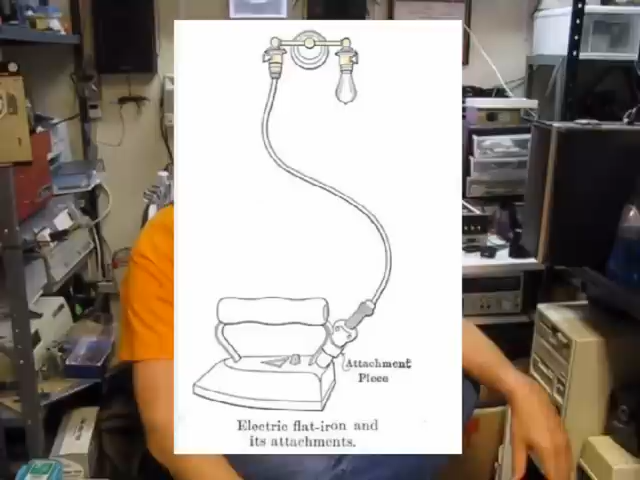 Attachment
Piece
Electric flat-iron and
its attachments.